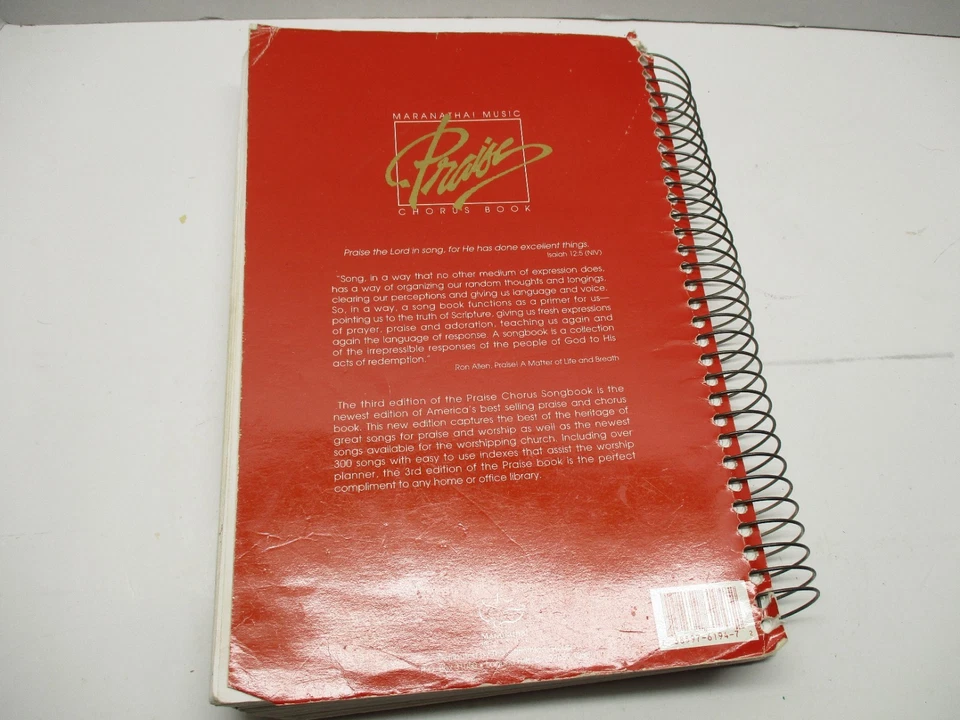 MARANATHA! MUSIC
Praise
CHORUS BOOK
Praise the Lord in song, for He has done excellent things.
Isaiah 12:5 (NIV)
"Song, in a way that no other medium of expression does,
has a way of organizing our random thoughts and longings,
clearing our perceptions and giving us language and voice.
So, in a way, a song book functions as a primer for us—
pointing us to the truth of Scripture, giving us fresh expressions
of prayer, praise and adoration, teaching us again and
again the language of response. A songbook is a collection
of the irrepressible responses of the people of God to His
acts of redemption."
Ron Allen, Praise! A Matter of Life and Breath
The third edition of the Praise Chorus Songbook is the
newest edition of America's best selling praise and chorus
book. This new edition captures the best of the heritage of
great songs for praise and worship as well as the newest
songs available for the worshipping church. Including over
300 songs with easy to use indexes that assist the worship
planner, the 3rd edition of the Praise book is the perfect
compliment to any home or office library.
-6194-7